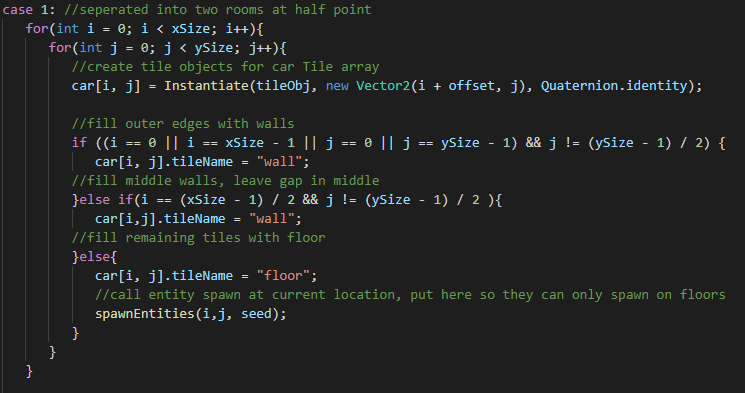 case 1: //seperated into two rooms at half point
for(int i = 0; i < xSize; i++){
for(int j = 0; j < ySize; j++){
//create tile objects for car Tile array
car[i, j] = Instantiate(tileObj, new Vector2(i + offset, j), Quaternion.identity);
//fill outer edges with walls
if ((i == 0 || i == xSize - 1 || j == 0 || j == ySize - 1) && j != (ySize - 1) / 2) {
car[i, j].tileName = "wall";
//fill middle walls, leave gap in middle
}else if(i == (xSize - 1) / 2 && j != (ySize - 1) / 2 ){
car[i,j].tileName = "wall";
//fill remaining tiles with floor
}else{
car[i, j].tileName = "floor";
//call entity spawn at current location, put here so they can only spawn on floors
spawnEntities(i,j, seed);
}
}
}